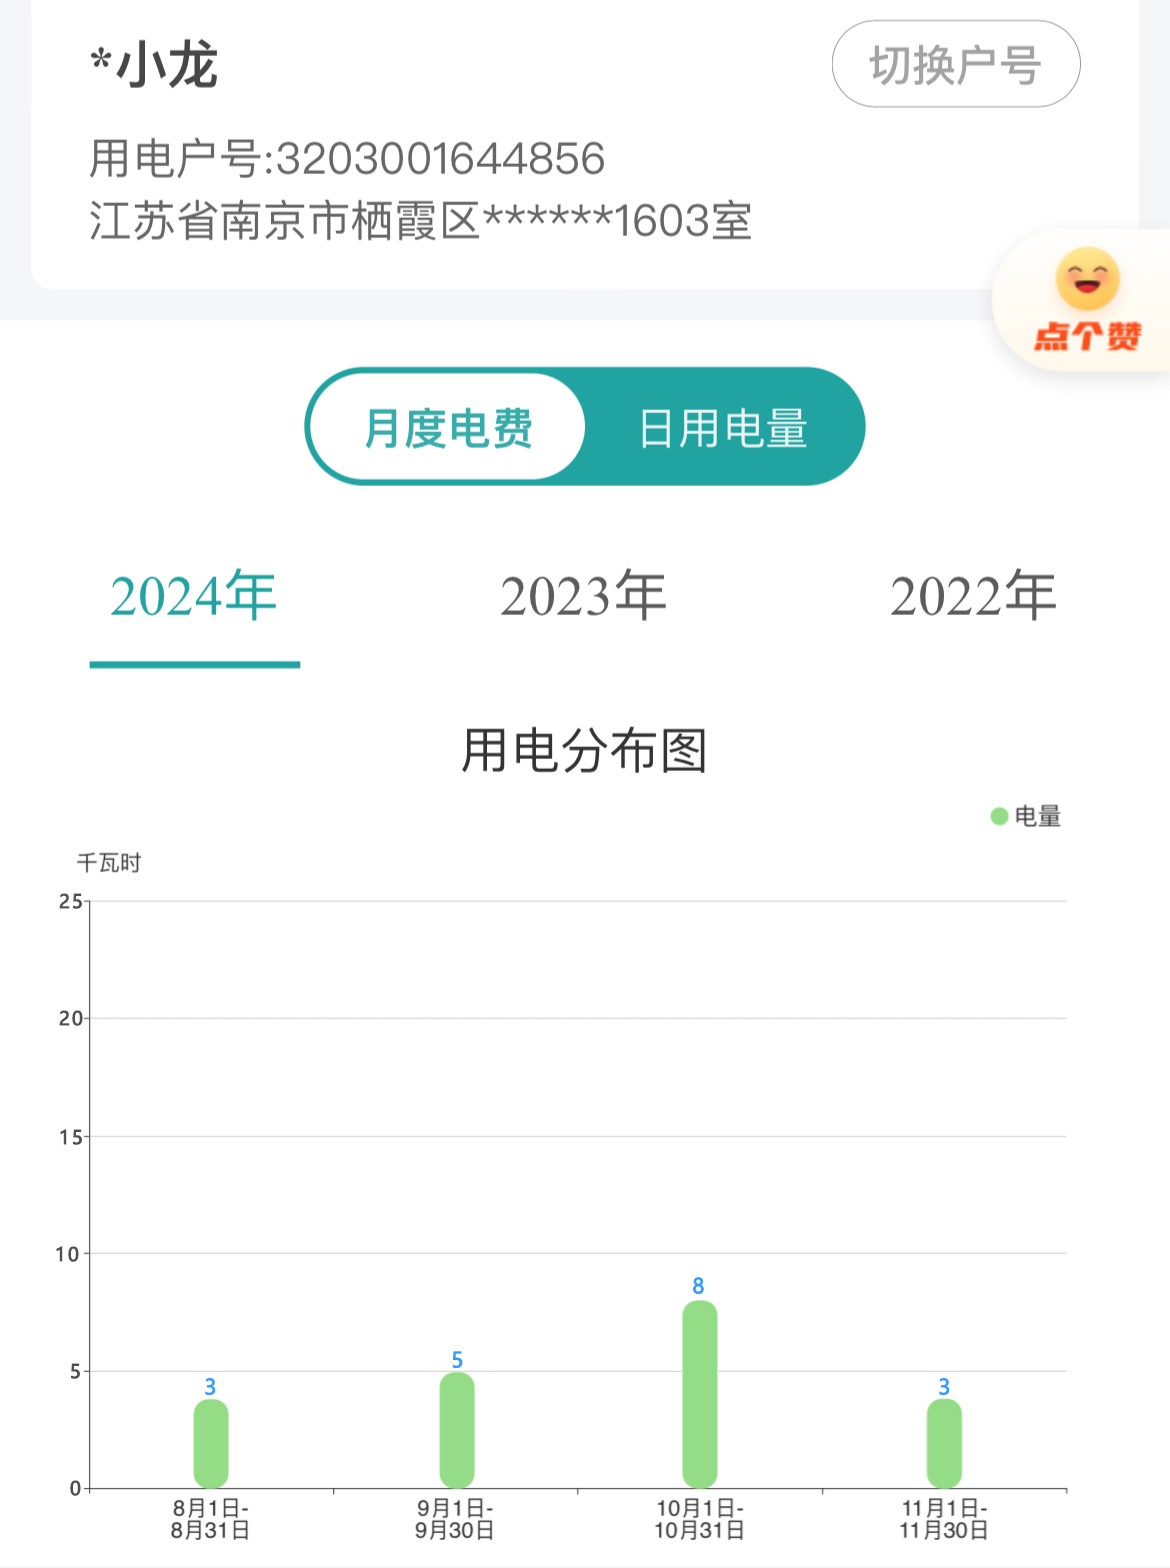 *小龙
切换户号
用电户号:3203001644856
江苏省南京市栖霞区******1603室
点个赞
月度电费
日用电量
2024年
2023年
2022年
用电分布图
电量
千瓦时
25
20
15
10
5
0
3
5
8
3
8月1日-
8月31日
9月1日-
9月30日
10月1日-
10月31日
11月1日-
11月30日